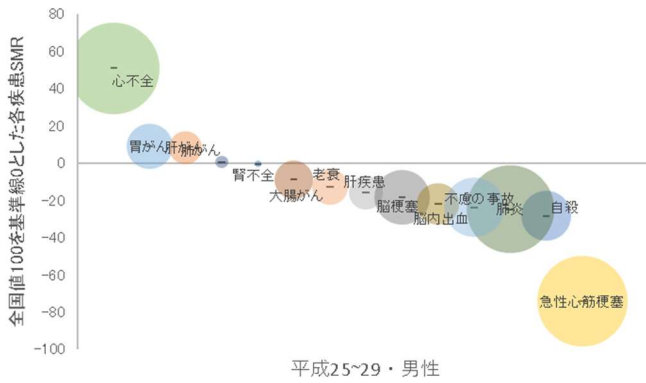 全国値100を基準線0とした各疾患SMR
80
60
40
20
0
-20
-40
-60
-80
-100
心不全
胃がん
肝がん
肺がん
腎不全
大腸がん
老衰
肝疾患
脳梗塞
脳内出血
不慮の事故
肺炎
自殺
急性心筋梗塞
平成25~29・男性